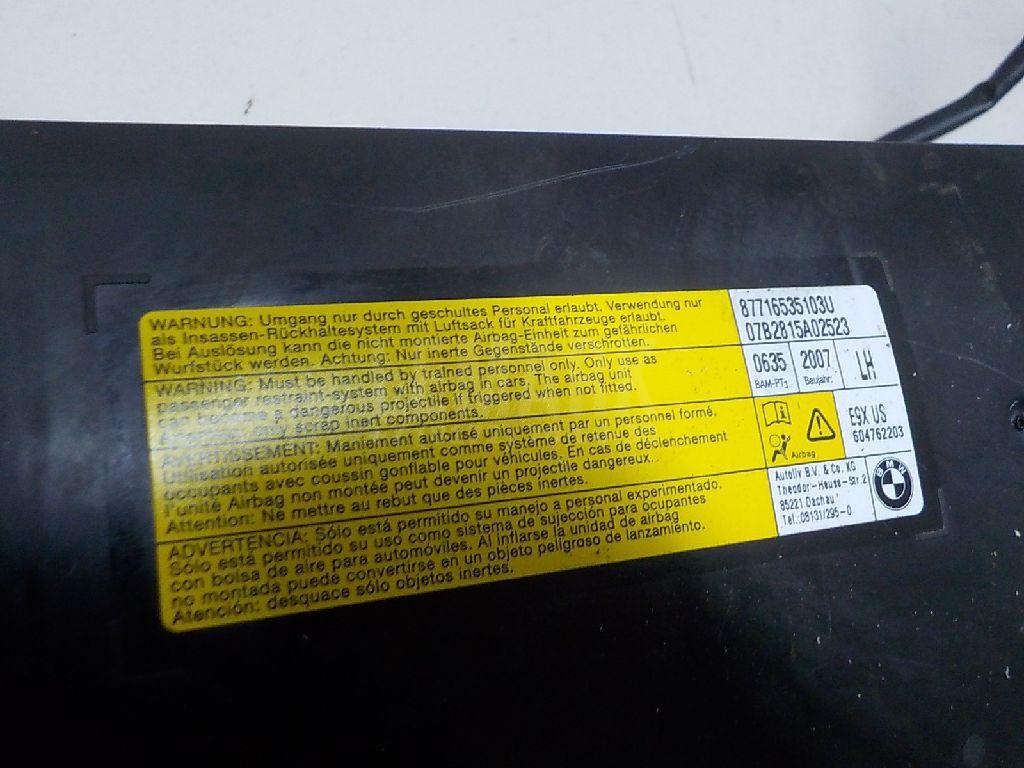 WARNUNG: Umgang nur durch geschultes Personal erlaubt. Verwendung nur
als Insassen-Rückhaltesystem mit Luftsack für Kraftfahrzeuge erlaubt.
Bei Auslösung kann die nicht montierte Airbag-Einheit zum gefährlichen
Wurfstück werden. Achtung: Nur inerte Gegenstände verschrotten.
WARNING: Must be handled by trained personnel only. Only use as
passenger restraint-system with airbag in cars. The airbag unit
can become a dangerous projectile if triggered when not fitted.
only scrap inert components.
AVERTISSEMENT: Maniement autorisé uniquement par un personnel formé.
Utilisation autorisée uniquement comme système de retenue des
occupants avec coussin gonflable pour véhicules. En cas de déclenchement
l'unité Airbag non montée peut devenir un projectile dangereux.
Attention: Ne mettre au rebut que des pièces inertes.
ADVERTENCIA: Sólo está permitido su manejo a personal experimentado.
Sólo está permitido su uso como sistema de sujección para ocupantes
con bolsa de aire para automóviles. Al inflarse la unidad de airbag
no montada puede convertirse en un objeto peligroso de lanzamiento.
Atención: desguace sólo objetos inertes.
87716535103U
07B2815A02523
0635 2007 LH
BAM-PT1 Baujahr:
E9X US
604762203
Airbag
Autoliv B.V. & Co. KG
Theodor-Heuss-Str. 2
85221 Dachau
Tel.:08131/295-0
BMW